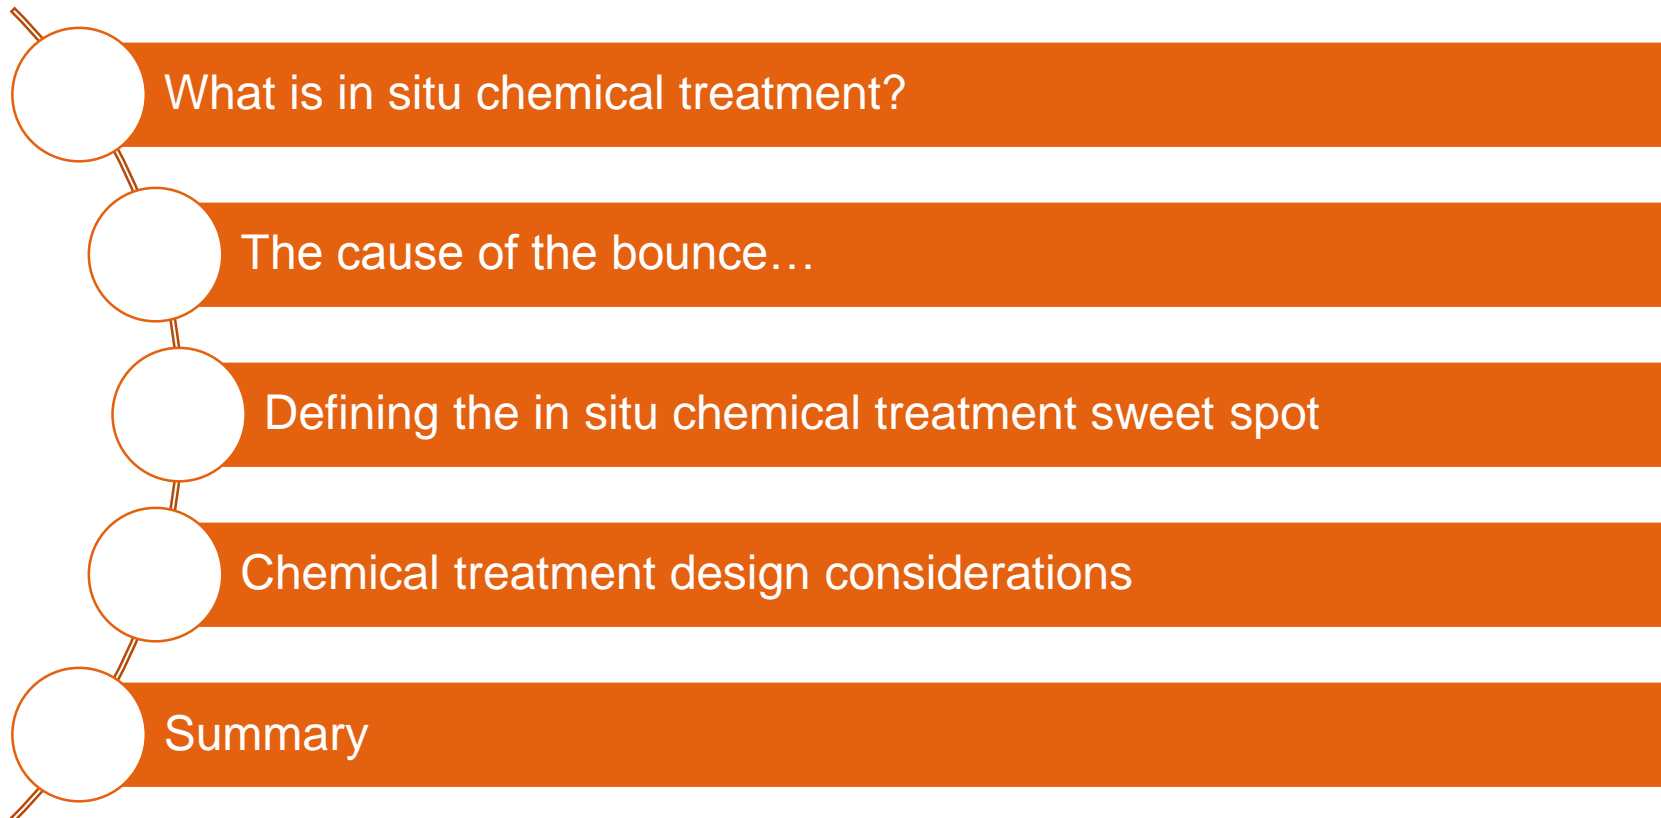 What is in situ chemical treatment?
The cause of the bounce…
Defining the in situ chemical treatment sweet spot
Chemical treatment design considerations
Summary